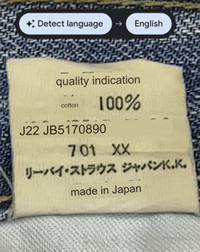 Detect language → English
quality indication
cotton 100%
J22 JB5170890
701 XX
リーバイ・ストラウス ジャパンK.K.
made in Japan